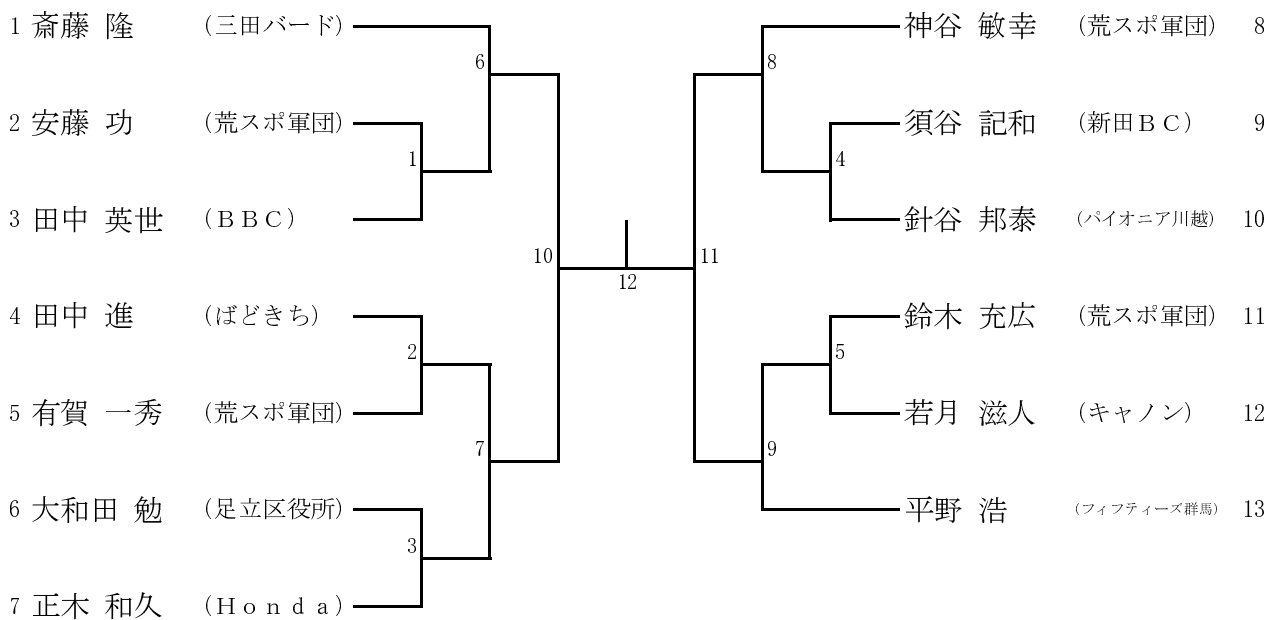 1 斎藤 隆 (三田バード) 神谷 敏幸 (荒スポ軍団) 8
6 8
2 安藤 功 (荒スポ軍団) 須谷 記和 (新田ＢＣ) 9
1 4
3 田中 英世 (ＢＢＣ) 針谷 邦泰 (パイオニア川越) 10
10 11
12
4 田中 進 (ばどきち) 鈴木 充広 (荒スポ軍団) 11
2 5
5 有賀 一秀 (荒スポ軍団) 若月 滋人 (キャノン) 12
7 9
6 大和田 勉 (足立区役所) 平野 浩 (フィフティーズ群馬) 13
3
7 正木 和久 (Ｈｏｎｄａ)